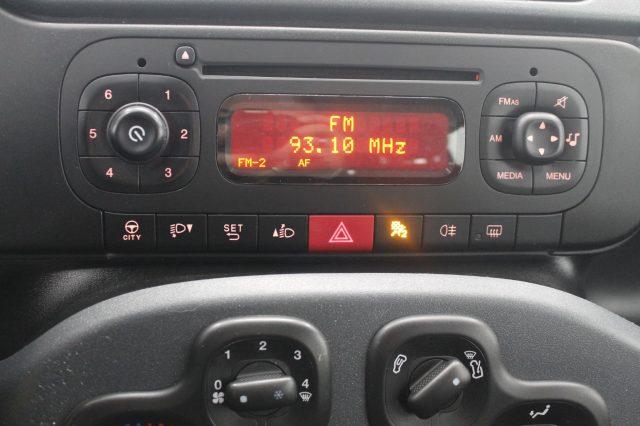 6 1
5 2
4 3
FM
93.10 MHz
FM-2 AF
FMAS
AM
MEDIA MENU
CITY
SET
0 1 2 3 4